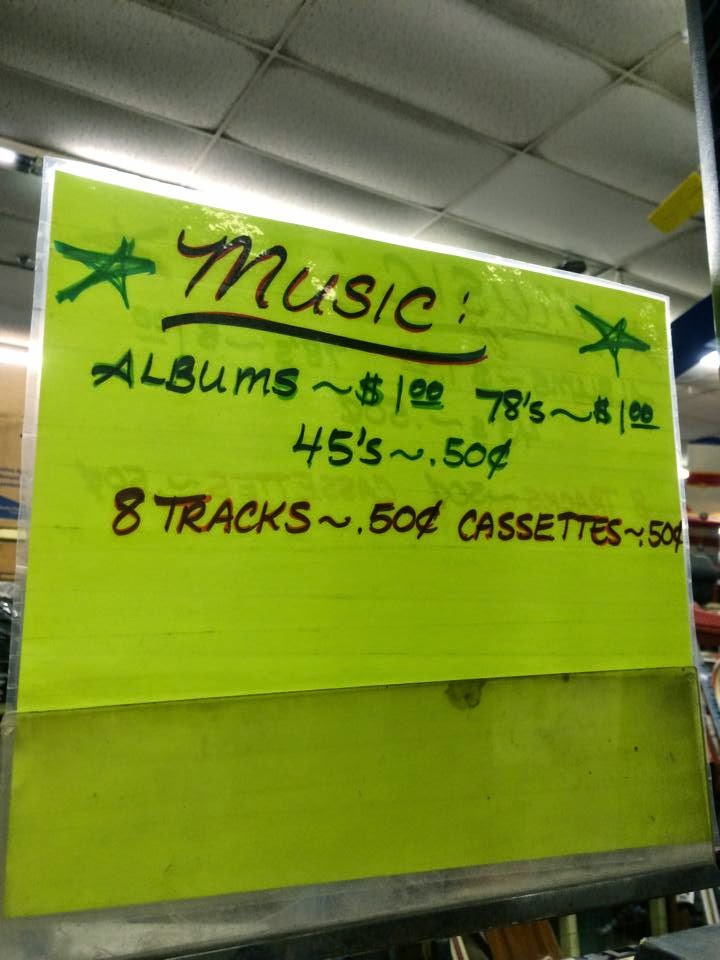 MUSIC:
ALBUMS ~ $1.00 78's ~ $1.00
45's ~ .50¢
8 TRACKS ~ .50¢ CASSETTES ~ .50¢